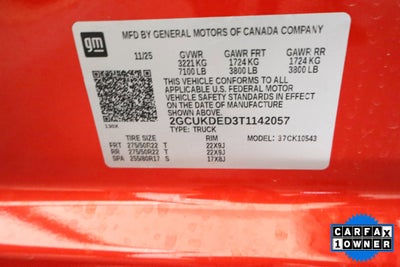 gm
MFD BY GENERAL MOTORS OF CANADA COMPANY
11/25 GVWR GAWR FRT GAWR RR
3221 KG 1724 KG 1724 KG
7100 LB 3800 LB 3800 LB
THIS VEHICLE CONFORMS TO ALL
APPLICABLE U.S. FEDERAL MOTOR
VEHICLE SAFETY STANDARDS IN EFFECT
ON THE DATE OF MANUFACTURE
SHOWN ABOVE.
2GCUKDED3T1142057
TYPE: TRUCK
MODEL: 37CK10543
TIRE SIZE RIM
FRT 275/50R22 T 22X9J
RR 275/50R22 T 22X9J
SPA 255/80R17 S 17X8J
CARFAX
1 OWNER